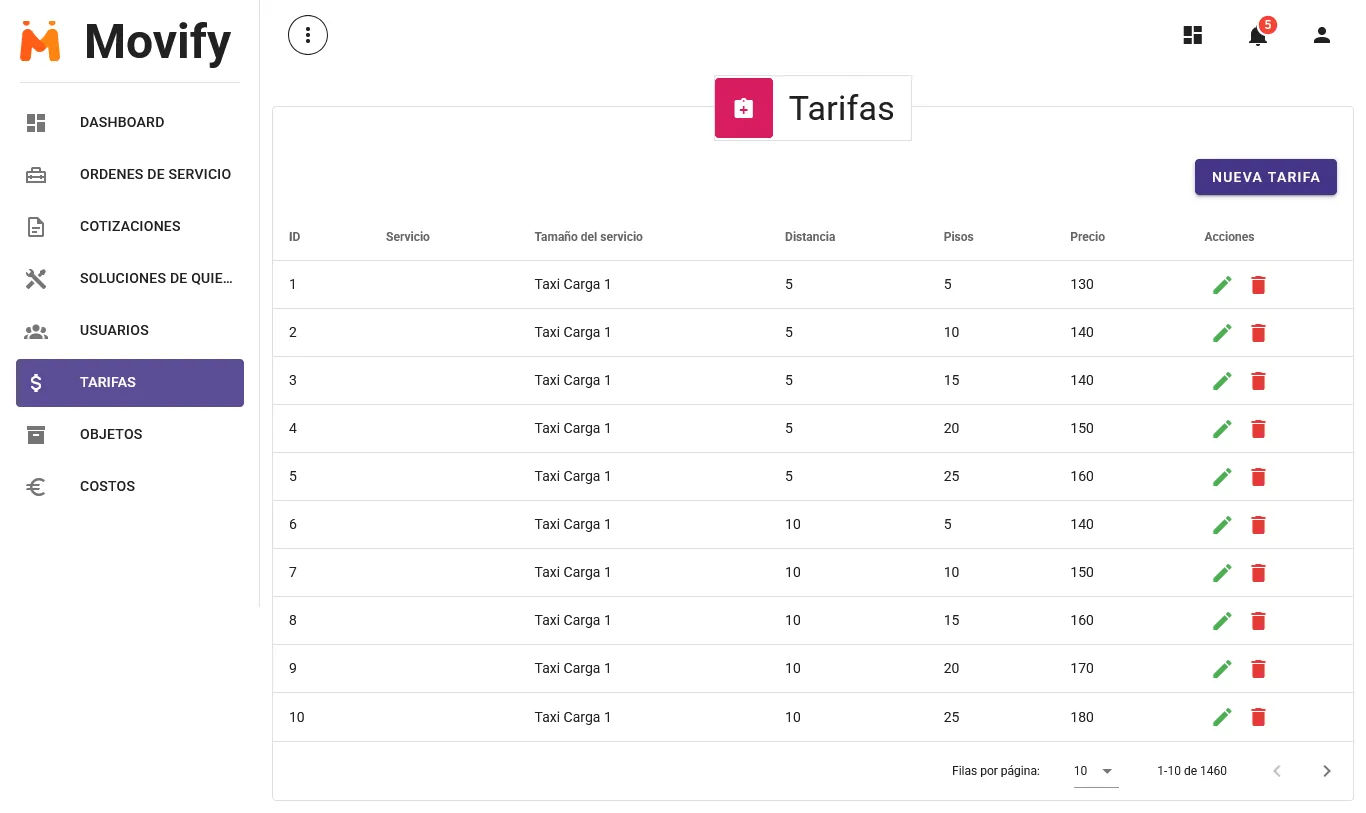 Movify
5
DASHBOARD
ORDENES DE SERVICIO
COTIZACIONES
SOLUCIONES DE QUIE...
USUARIOS
TARIFAS
OBJETOS
COSTOS
Tarifas
NUEVA TARIFA
ID Servicio Tamaño del servicio Distancia Pisos Precio Acciones
1 Taxi Carga 1 5 5 130
2 Taxi Carga 1 5 10 140
3 Taxi Carga 1 5 15 140
4 Taxi Carga 1 5 20 150
5 Taxi Carga 1 5 25 160
6 Taxi Carga 1 10 5 140
7 Taxi Carga 1 10 10 150
8 Taxi Carga 1 10 15 160
9 Taxi Carga 1 10 20 170
10 Taxi Carga 1 10 25 180
Filas por página: 10 1-10 de 1460